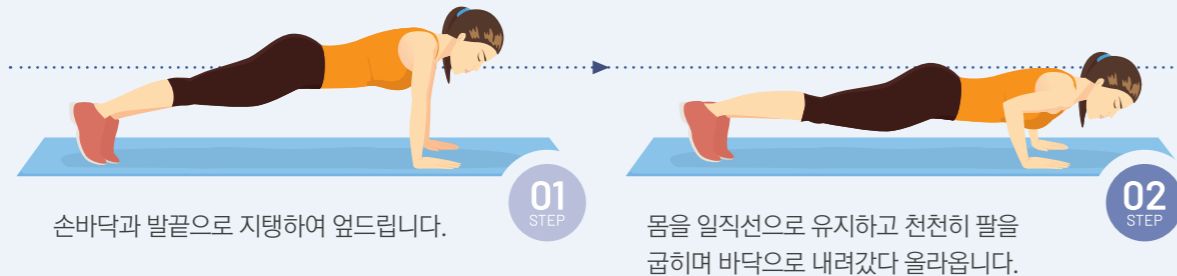 01
STEP
손바닥과 발끝으로 지탱하여 엎드립니다.
02
STEP
몸을 일직선으로 유지하고 천천히 팔을
굽히며 바닥으로 내려갔다 올라옵니다.